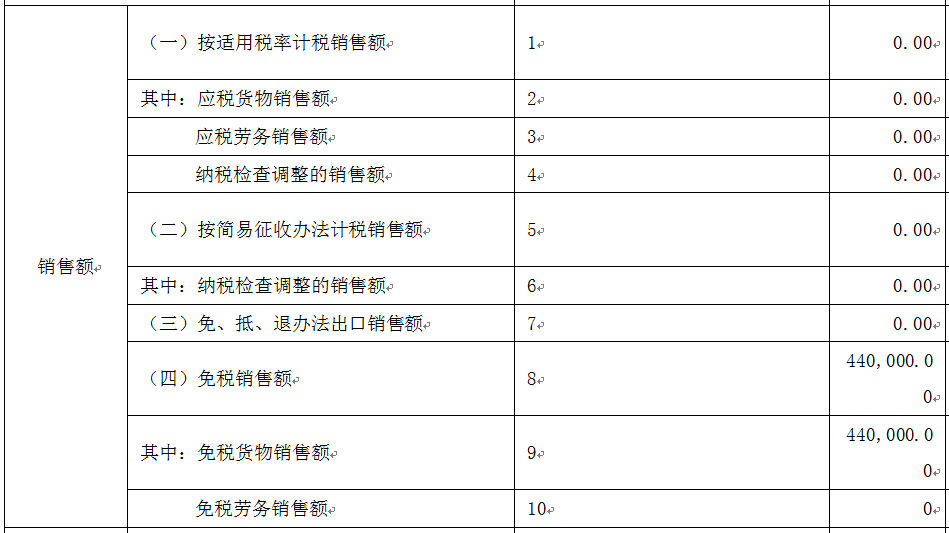 销售额
（一）按适用税率计税销售额 1 0.00
其中：应税货物销售额 2 0.00
应税劳务销售额 3 0.00
纳税检查调整的销售额 4 0.00
（二）按简易征收办法计税销售额 5 0.00
其中：纳税检查调整的销售额 6 0.00
（三）免、抵、退办法出口销售额 7 0.00
（四）免税销售额 8 440,000.0
0
其中：免税货物销售额 9 440,000.0
0
免税劳务销售额 10 0